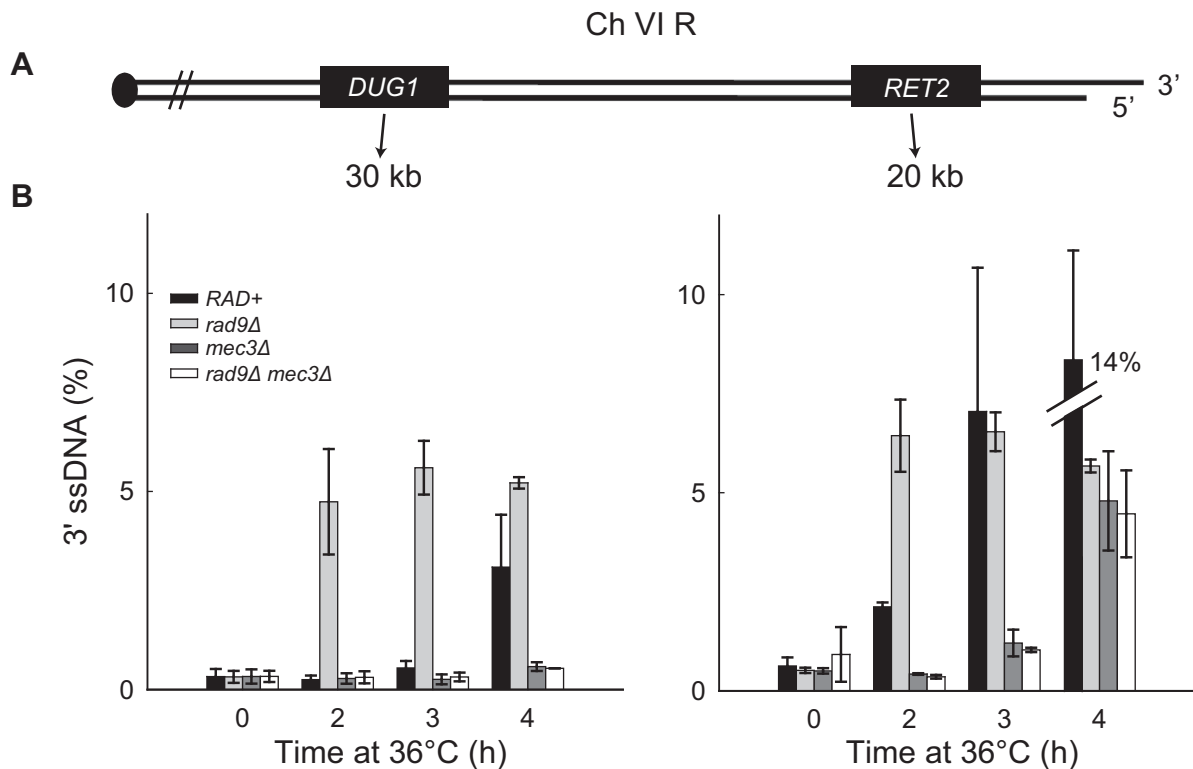 Ch VI R
A
DUG1
RET2
3’
5’
30 kb
20 kb
B
3' ssDNA (%)
10
5
0
RAD+
rad9Δ
mec3Δ
rad9Δ mec3Δ
0 2 3 4
Time at 36°C (h)
10
5
0
14%
0 2 3 4
Time at 36°C (h)